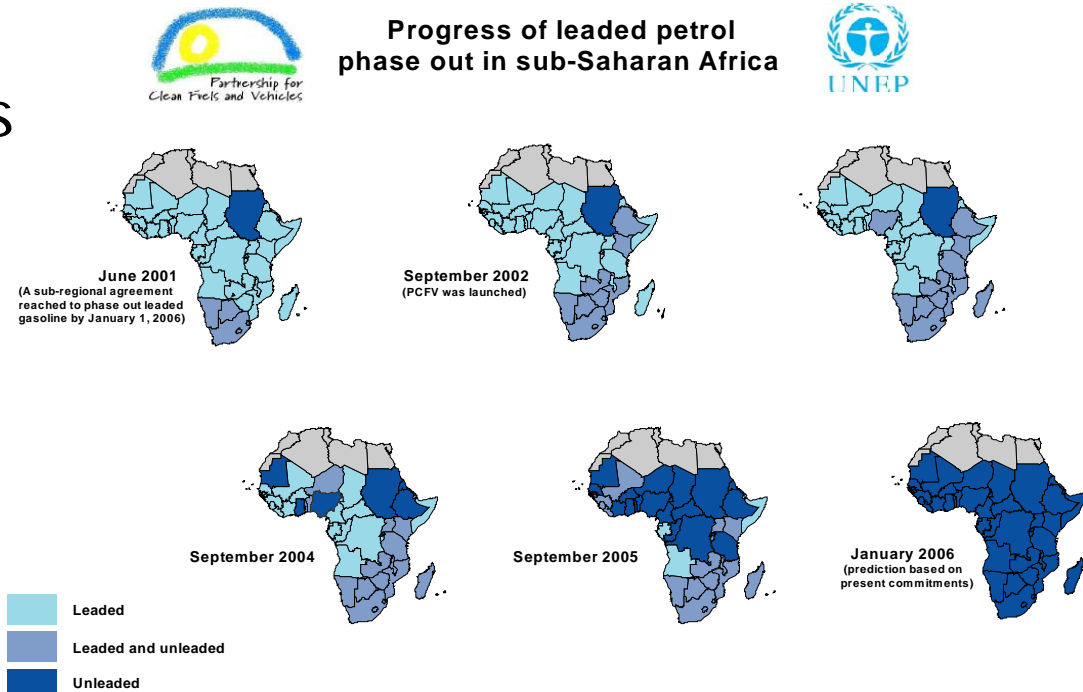 Partnership for
Clean Fuels and Vehicles
Progress of leaded petrol
phase out in sub-Saharan Africa
UNEP
S
June 2001
(A sub-regional agreement
reached to phase out leaded
gasoline by January 1, 2006)
September 2002
(PCFV was launched)
September 2004
September 2005
January 2006
(prediction based on
present commitments)
Leaded
Leaded and unleaded
Unleaded